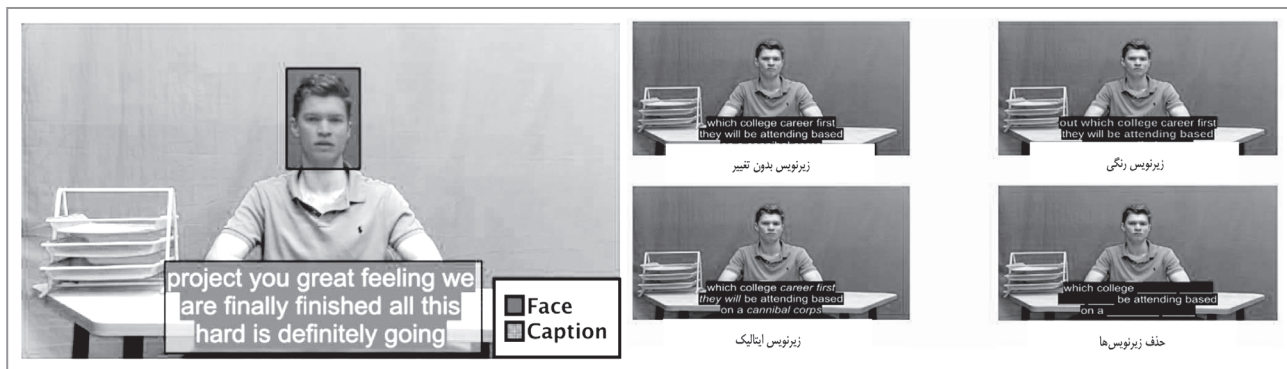 project you great feeling we
are finally finished all this
hard is definitely going
Face
Caption
which college career first
they will be attending based
زیرنویس بدون تغییر
out which college career first
they will be attending based
زیرنویس رنگی
which college career first
they will be attending based
on a cannibal corps
زیرنویس ایتالیک
which college ______
____ be attending based
on a ______
حذف زیرنویس‌ها